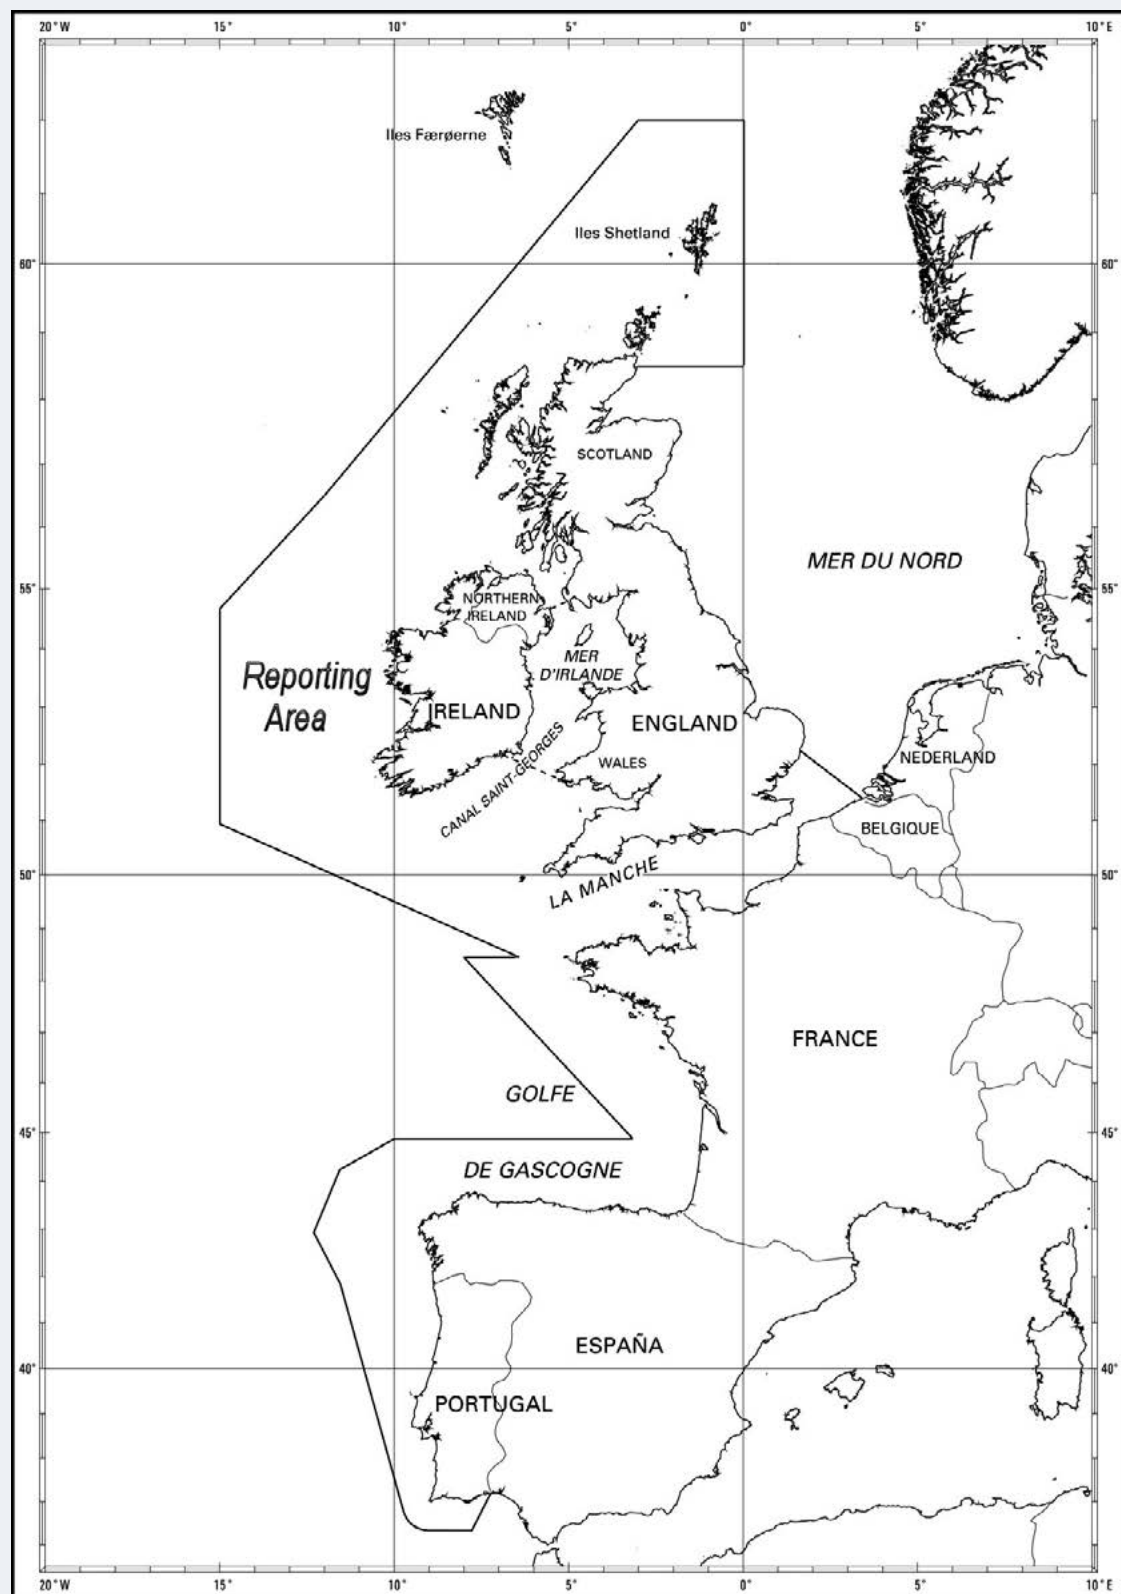 20°W 15° 10° 5° 0° 5° 10°E
Iles Færøerne
Iles Shetland
60° 60°
SCOTLAND
MER DU NORD
55° 55°
NORTHERN
IRELAND
MER
D'IRLANDE
Reporting
Area
IRELAND
ENGLAND
CANAL SAINT-GEORGES
WALES
NEDERLAND
BELGIQUE
LA MANCHE
50° 50°
FRANCE
GOLFE
45° 45°
DE GASCOGNE
ESPAÑA
40° 40°
PORTUGAL
20°W 15° 10° 5° 0° 5° 10°E